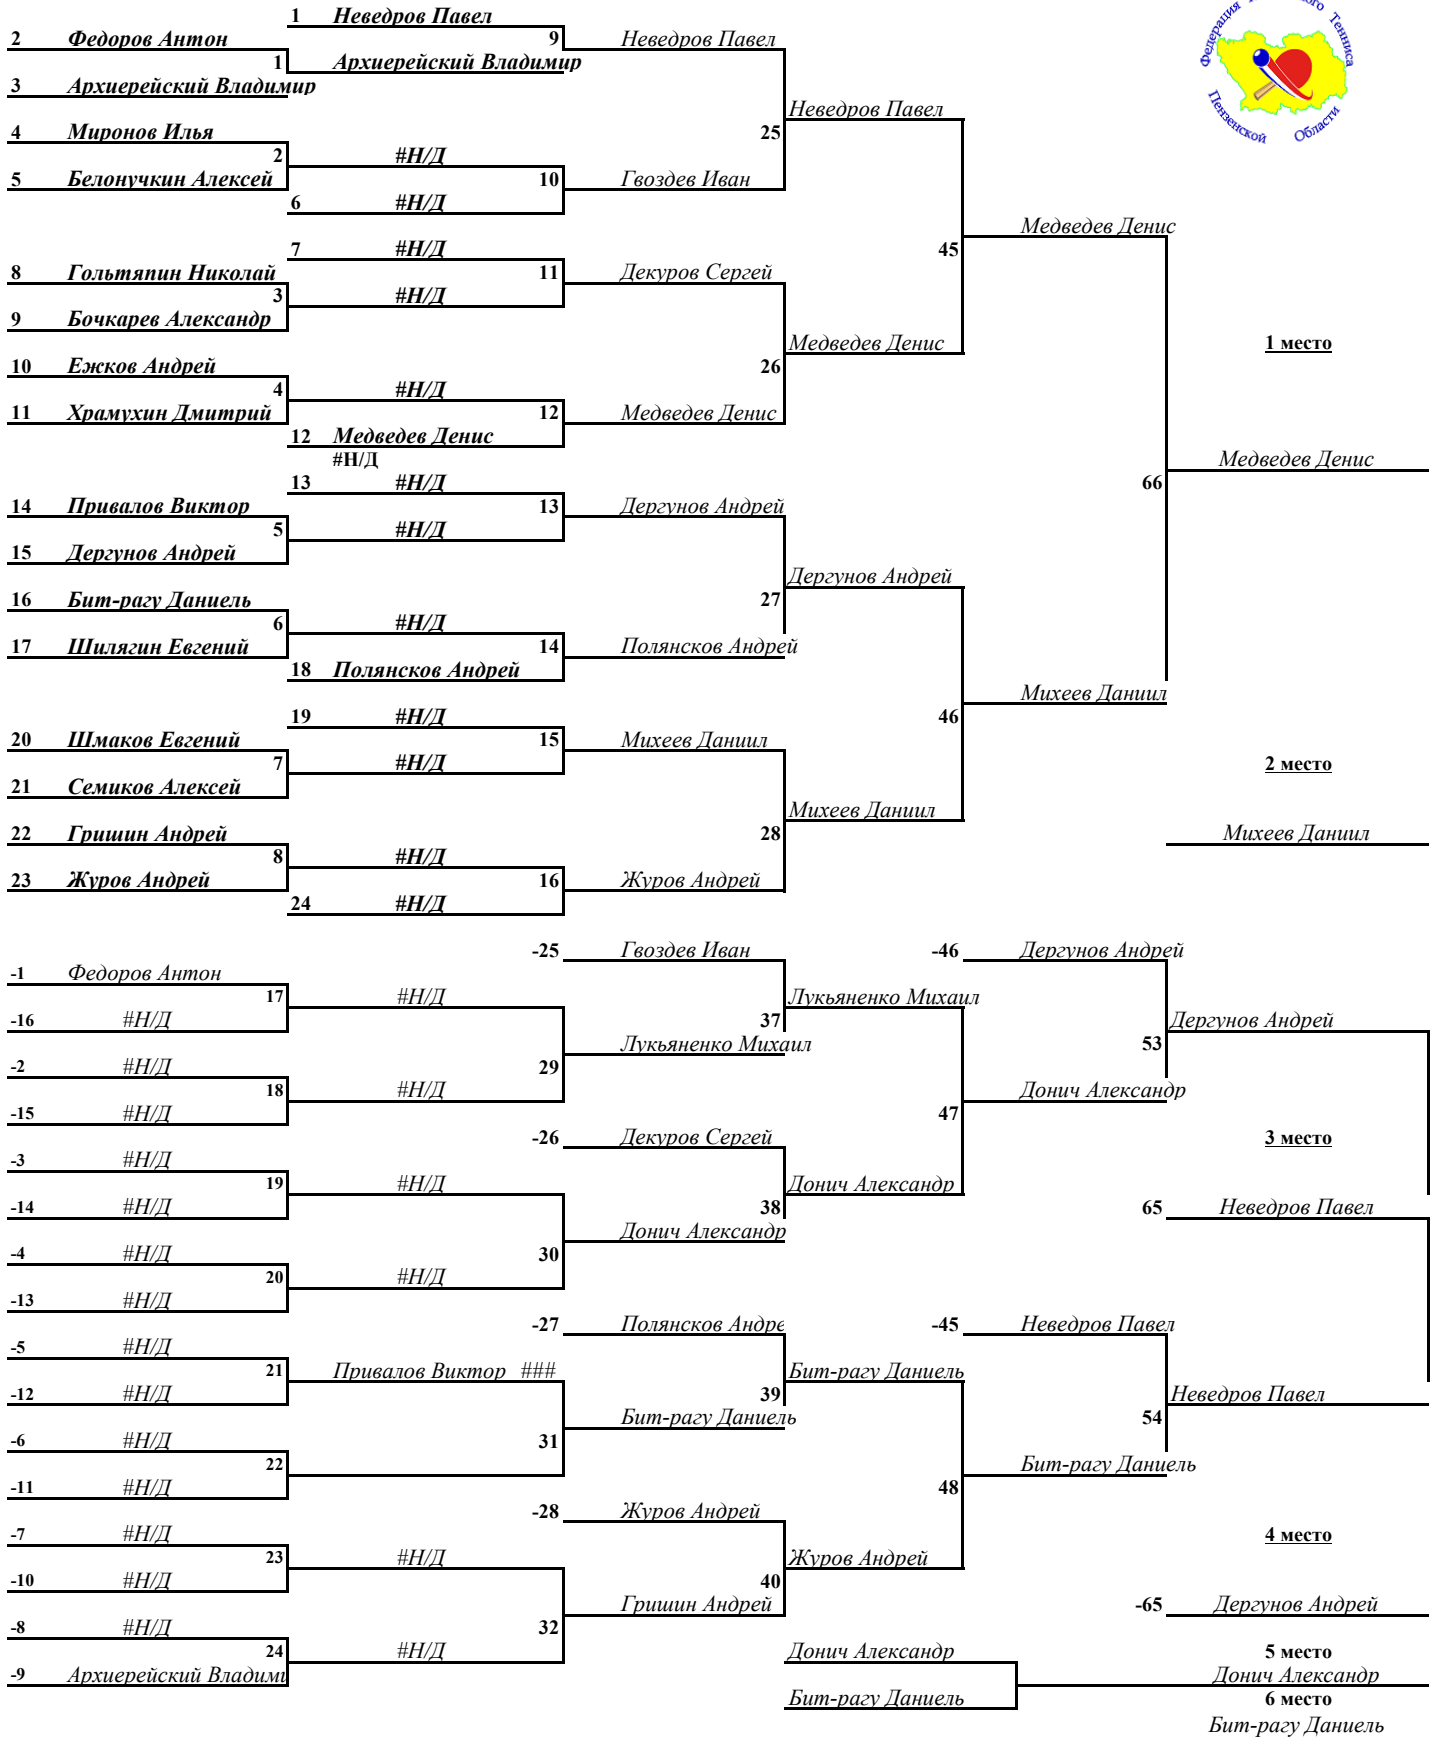 1 Неведров Павел
2 Федоров Антон 9 Неведров Павел
1 Архиерейский Владимир
3 Архиерейский Владимир
Неведров Павел
4 Миронов Илья 25
2 #Н/Д
5 Белонучкин Алексей 10 Гвоздев Иван
6 #Н/Д
Медведев Денис
7 #Н/Д 45
8 Гольтяпин Николай 11 Декуров Сергей
3 #Н/Д
9 Бочкарев Александр
Медведев Денис 1 место
10 Ежков Андрей 26
4 #Н/Д
11 Храмухин Дмитрий 12 Медведев Денис
12 Медведев Денис
#Н/Д Медведев Денис
13 #Н/Д 66
14 Привалов Виктор 13 Дергунов Андрей
5 #Н/Д
15 Дергунов Андрей
Дергунов Андрей
16 Бит-рагу Даниель 27
6 #Н/Д
17 Шилягин Евгений 14 Полянсков Андрей
18 Полянсков Андрей
Михеев Даниил
19 #Н/Д 46
20 Шмаков Евгений 15 Михеев Даниил
7 #Н/Д 2 место
21 Семиков Алексей
Михеев Даниил
22 Гришин Андрей 28 Михеев Даниил
8 #Н/Д
23 Журов Андрей 16 Журов Андрей
24 #Н/Д
-25 Гвоздев Иван -46 Дергунов Андрей
-1 Федоров Антон
17 #Н/Д Лукьяненко Михаил
-16 #Н/Д 37 Дергунов Андрей
Лукьяненко Михаил 53
-2 #Н/Д 29
18 #Н/Д Донич Александр
-15 #Н/Д 47
-26 Декуров Сергей 3 место
-3 #Н/Д
19 #Н/Д Донич Александр
-14 #Н/Д 38 65 Неведров Павел
Донич Александр
-4 #Н/Д 30
20 #Н/Д
-13 #Н/Д
-27 Полянсков Андре -45 Неведров Павел
-5 #Н/Д
21 Привалов Виктор ### Бит-рагу Даниель
-12 #Н/Д 39 Неведров Павел
Бит-рагу Даниель 54
-6 #Н/Д 31
22 Бит-рагу Даниель
-11 #Н/Д 48
-28 Журов Андрей
-7 #Н/Д 4 место
23 #Н/Д Журов Андрей
-10 #Н/Д 40
Гришин Андрей -65 Дергунов Андрей
-8 #Н/Д 32
24 #Н/Д Донич Александр 5 место
-9 Архиерейский Владими Донич Александр
Бит-рагу Даниель 6 место
Бит-рагу Даниель
Федерация Тенниса
Пензенской Области